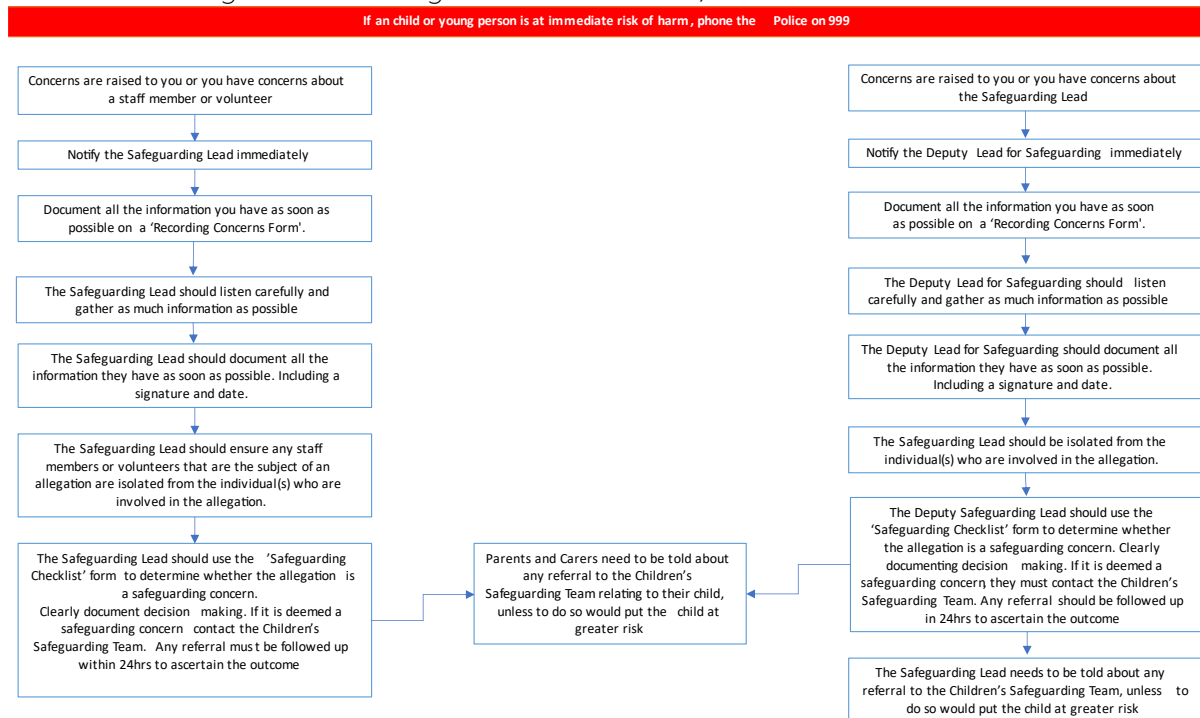 If an child or young person is at immediate risk of harm, phone the Police on 999
Concerns are raised to you or you have concerns about
a staff member or volunteer
Notify the Safeguarding Lead immediately
Document all the information you have as soon as
possible on a ‘Recording Concerns Form'.
The Safeguarding Lead should listen carefully and
gather as much information as possible
The Safeguarding Lead should document all the
information they have as soon as possible. Including a
signature and date.
The Safeguarding Lead should ensure any staff
members or volunteers that are the subject of an
allegation are isolated from the individual(s) who are
involved in the allegation.
The Safeguarding Lead should use the ’Safeguarding
Checklist’ form to determine whether the allegation is
a safeguarding concern.
Clearly document decision making. If it is deemed a
safeguarding concern contact the Children’s
Safeguarding Team. Any referral must be followed up
within 24hrs to ascertain the outcome
Parents and Carers need to be told about
any referral to the Children’s
Safeguarding Team relating to their child,
unless to do so would put the child at
greater risk
Concerns are raised to you or you have concerns about
the Safeguarding Lead
Notify the Deputy Lead for Safeguarding immediately
Document all the information you have as soon
as possible on a ‘Recording Concerns Form'.
The Deputy Lead for Safeguarding should listen
carefully and gather as much information as possible
The Deputy Lead for Safeguarding should document all
the information they have as soon as possible.
Including a signature and date.
The Safeguarding Lead should be isolated from the
individual(s) who are involved in the allegation.
The Deputy Safeguarding Lead should use the
‘Safeguarding Checklist’ form to determine whether
the allegation is a safeguarding concern. Clearly
documenting decision making. If it is deemed a
safeguarding concern, they must contact the Children’s
Safeguarding Team. Any referral should be followed up
in 24hrs to ascertain the outcome
The Safeguarding Lead needs to be told about any
referral to the Children’s Safeguarding Team, unless to
do so would put the child at greater risk